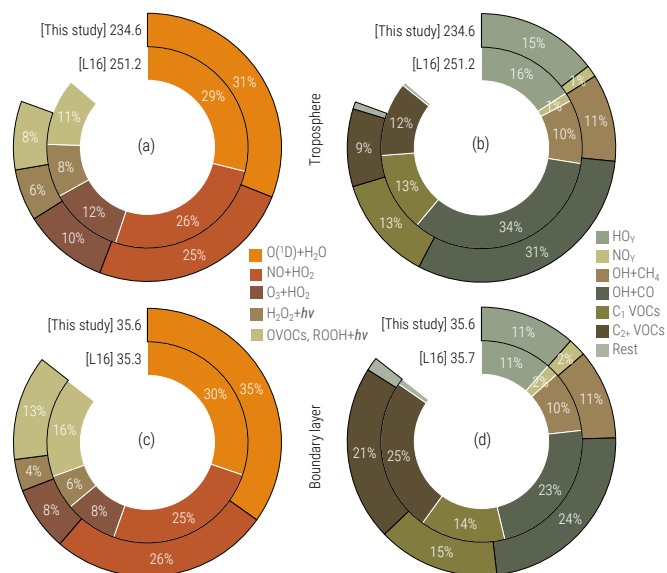 [This study] 234.6
[L16] 251.2
31%
29%
11%
8%
8%
6%
12%
10%
26%
25%
(a)
Troposphere
[This study] 234.6
[L16] 251.2
15%
16%
1%
1%
10%
11%
12%
9%
13%
13%
34%
31%
(b)
O(¹D)+H₂O
NO+HO₂
O₃+HO₂
H₂O₂+hv
OVOCs, ROOH+hv
HOY
NOY
OH+CH₄
OH+CO
C₁ VOCs
C₂₊ VOCs
Rest
[This study] 35.6
[L16] 35.3
30%
35%
13%
16%
4%
6%
8%
8%
25%
26%
(c)
Boundary layer
[This study] 35.6
[L16] 35.7
11%
11%
2%
2%
10%
11%
21%
25%
23%
24%
14%
15%
(d)